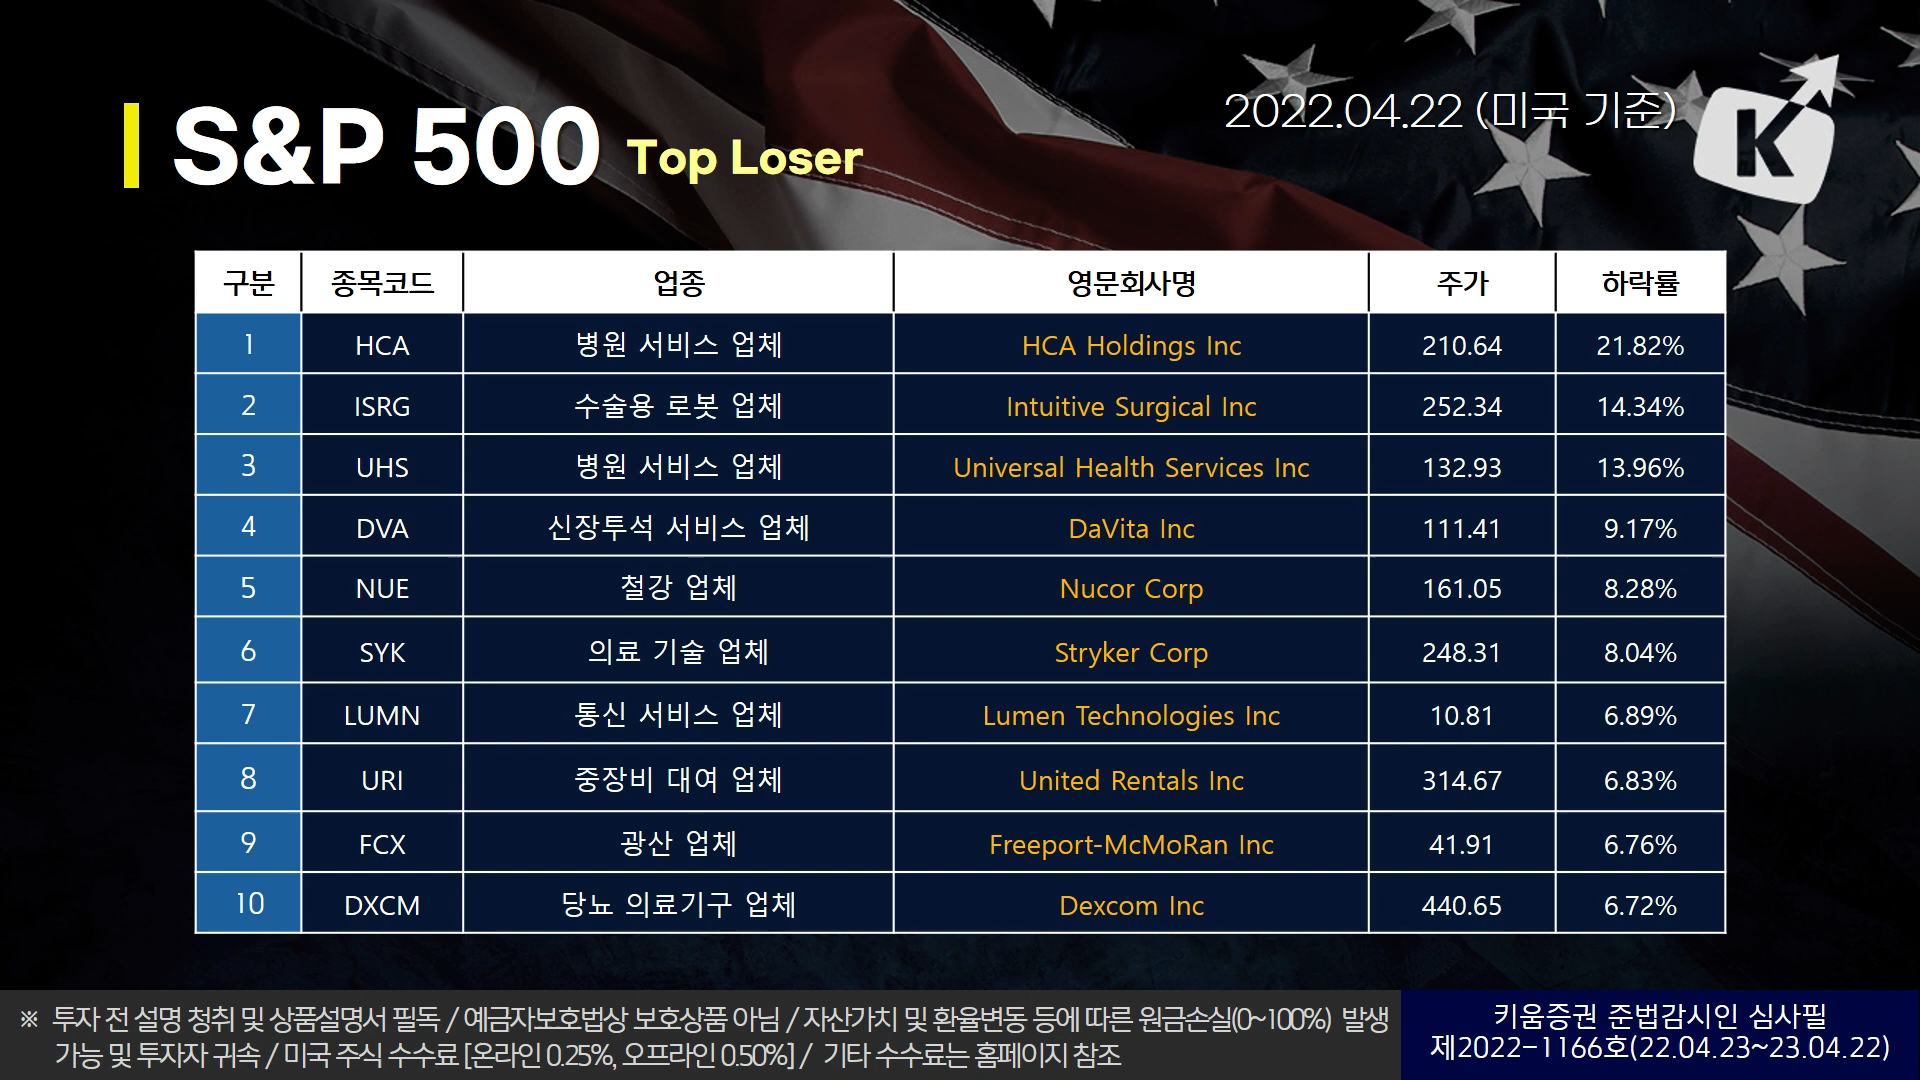 S&P 500 Top Loser
2022.04.22 (미국 기준)
K
구분 종목코드 업종 영문회사명 주가 하락률
1 HCA 병원 서비스 업체 HCA Holdings Inc 210.64 21.82%
2 ISRG 수술용 로봇 업체 Intuitive Surgical Inc 252.34 14.34%
3 UHS 병원 서비스 업체 Universal Health Services Inc 132.93 13.96%
4 DVA 신장투석 서비스 업체 DaVita Inc 111.41 9.17%
5 NUE 철강 업체 Nucor Corp 161.05 8.28%
6 SYK 의료 기술 업체 Stryker Corp 248.31 8.04%
7 LUMN 통신 서비스 업체 Lumen Technologies Inc 10.81 6.89%
8 URI 중장비 대여 업체 United Rentals Inc 314.67 6.83%
9 FCX 광산 업체 Freeport-McMoRan Inc 41.91 6.76%
10 DXCM 당뇨 의료기구 업체 Dexcom Inc 440.65 6.72%
※ 투자 전 설명 청취 및 상품설명서 필독 / 예금자보호법상 보호상품 아님 / 자산가치 및 환율변동 등에 따른 원금손실(0~100%) 발생
가능 및 투자자 귀속 / 미국 주식 수수료 [온라인 0.25%, 오프라인 0.50%] / 기타 수수료는 홈페이지 참조
키움증권 준법감시인 심사필
제2022-1166호(22.04.23~23.04.22)